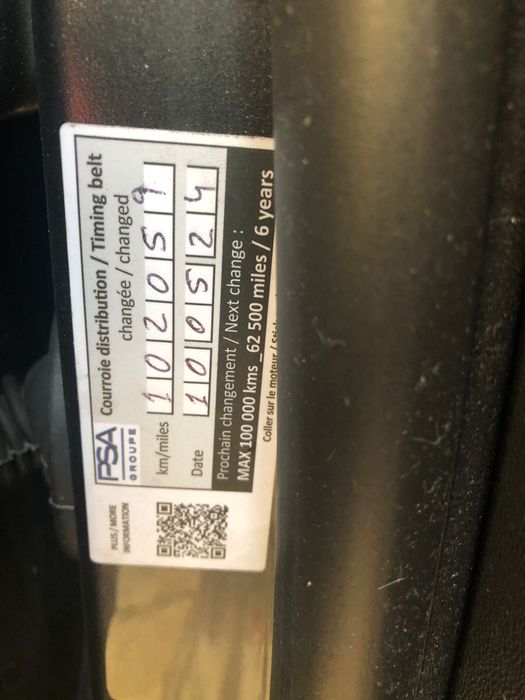 PSA
GROUPE
Courroie distribution / Timing belt
changée / changed
km/miles 102059
Date 100524
PLUS / MORE
INFORMATION
Prochain changement / Next change :
MAX 100 000 kms _62 500 miles / 6 years
Coller sur le moteur /